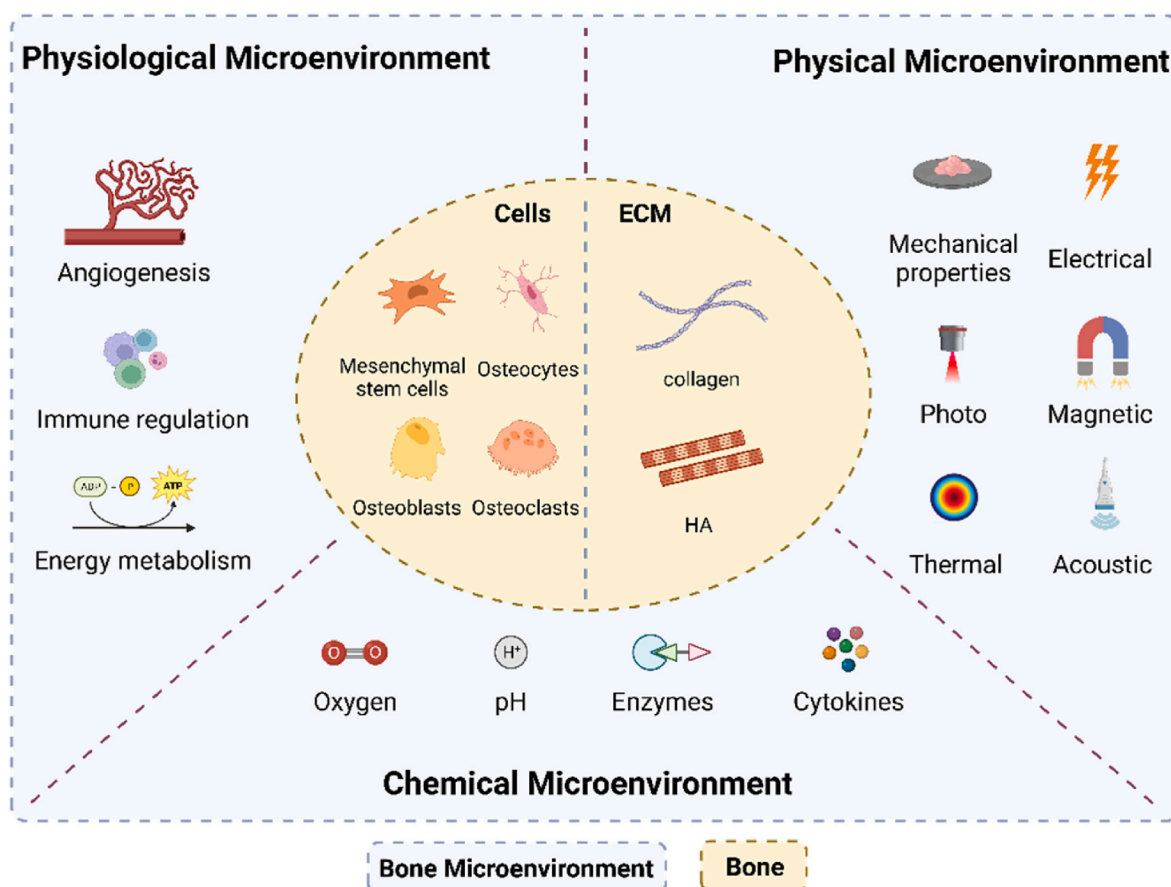 Physiological Microenvironment
Physical Microenvironment
Angiogenesis
Immune regulation
ADP + P ATP
Energy metabolism
Cells
ECM
Mesenchymal
stem cells
Osteocytes
Osteoblasts
Osteoclasts
collagen
HA
Mechanical
properties
Electrical
Photo
Magnetic
Thermal
Acoustic
O O
H+
Oxygen
pH
Enzymes
Cytokines
Chemical Microenvironment
Bone Microenvironment
Bone